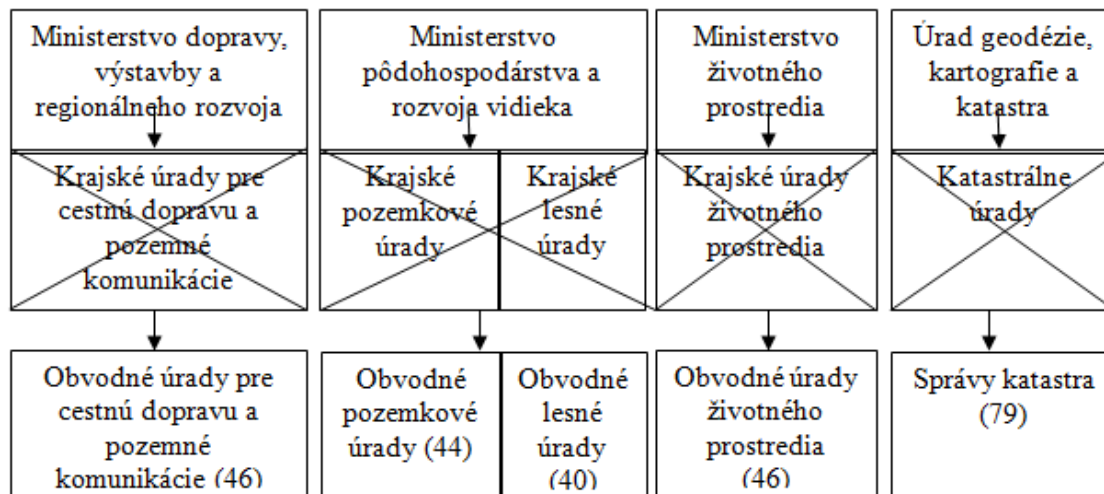 Ministerstvo dopravy,
výstavby a
regionálneho rozvoja
Ministerstvo
pôdohospodárstva a
rozvoja vidieka
Ministerstvo
životného
prostredia
Úrad geodézie,
kartografie a
katastra
Krajské úrady pre
cestnú dopravu a
pozemné
komunikácie
Krajské
pozemkové
úrady
Krajské
lesné
úrady
Krajské úrady
životného
prostredia
Katastrálne
úrady
Obvodné úrady pre
cestnú dopravu a
pozemné
komunikácie (46)
Obvodné
pozemkové
úrady (44)
Obvodné
lesné
úrady
(40)
Obvodné úrady
životného
prostredia
(46)
Správy katastra
(79)